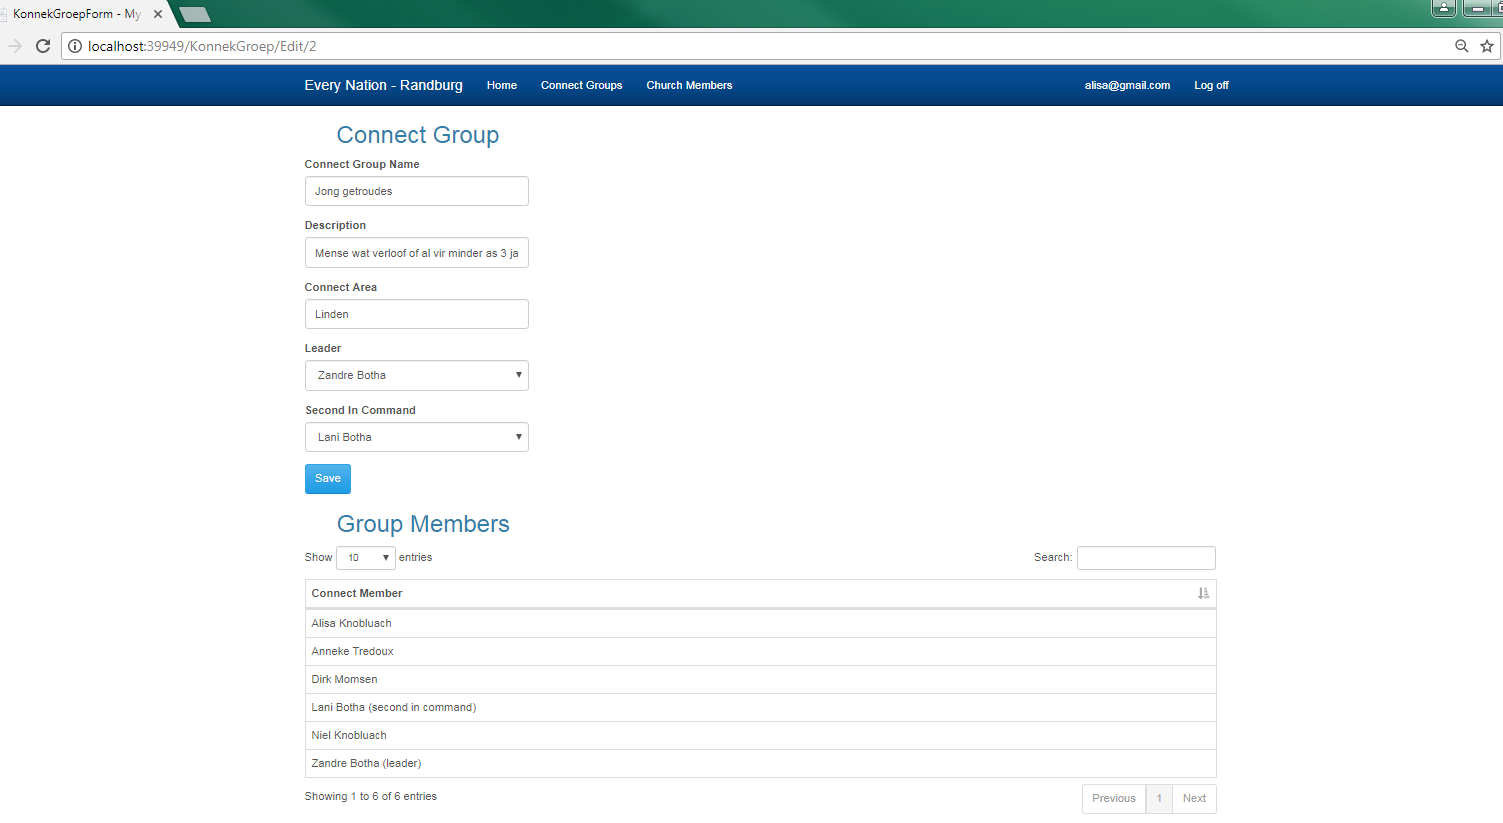 KonnekGroepForm - My
localhost:39949/KonnekGroep/Edit/2
Every Nation - Randburg Home Connect Groups Church Members alisa@gmail.com Log off
Connect Group
Connect Group Name
Jong getroudes
Description
Mense wat verloof of al vir minder as 3 ja
Connect Area
Linden
Leader
Zandre Botha
Second In Command
Lani Botha
Save
Group Members
Show 10 entries Search:
Connect Member
Alisa Knobluach
Anneke Tredoux
Dirk Momsen
Lani Botha (second in command)
Niel Knobluach
Zandre Botha (leader)
Showing 1 to 6 of 6 entries Previous 1 Next